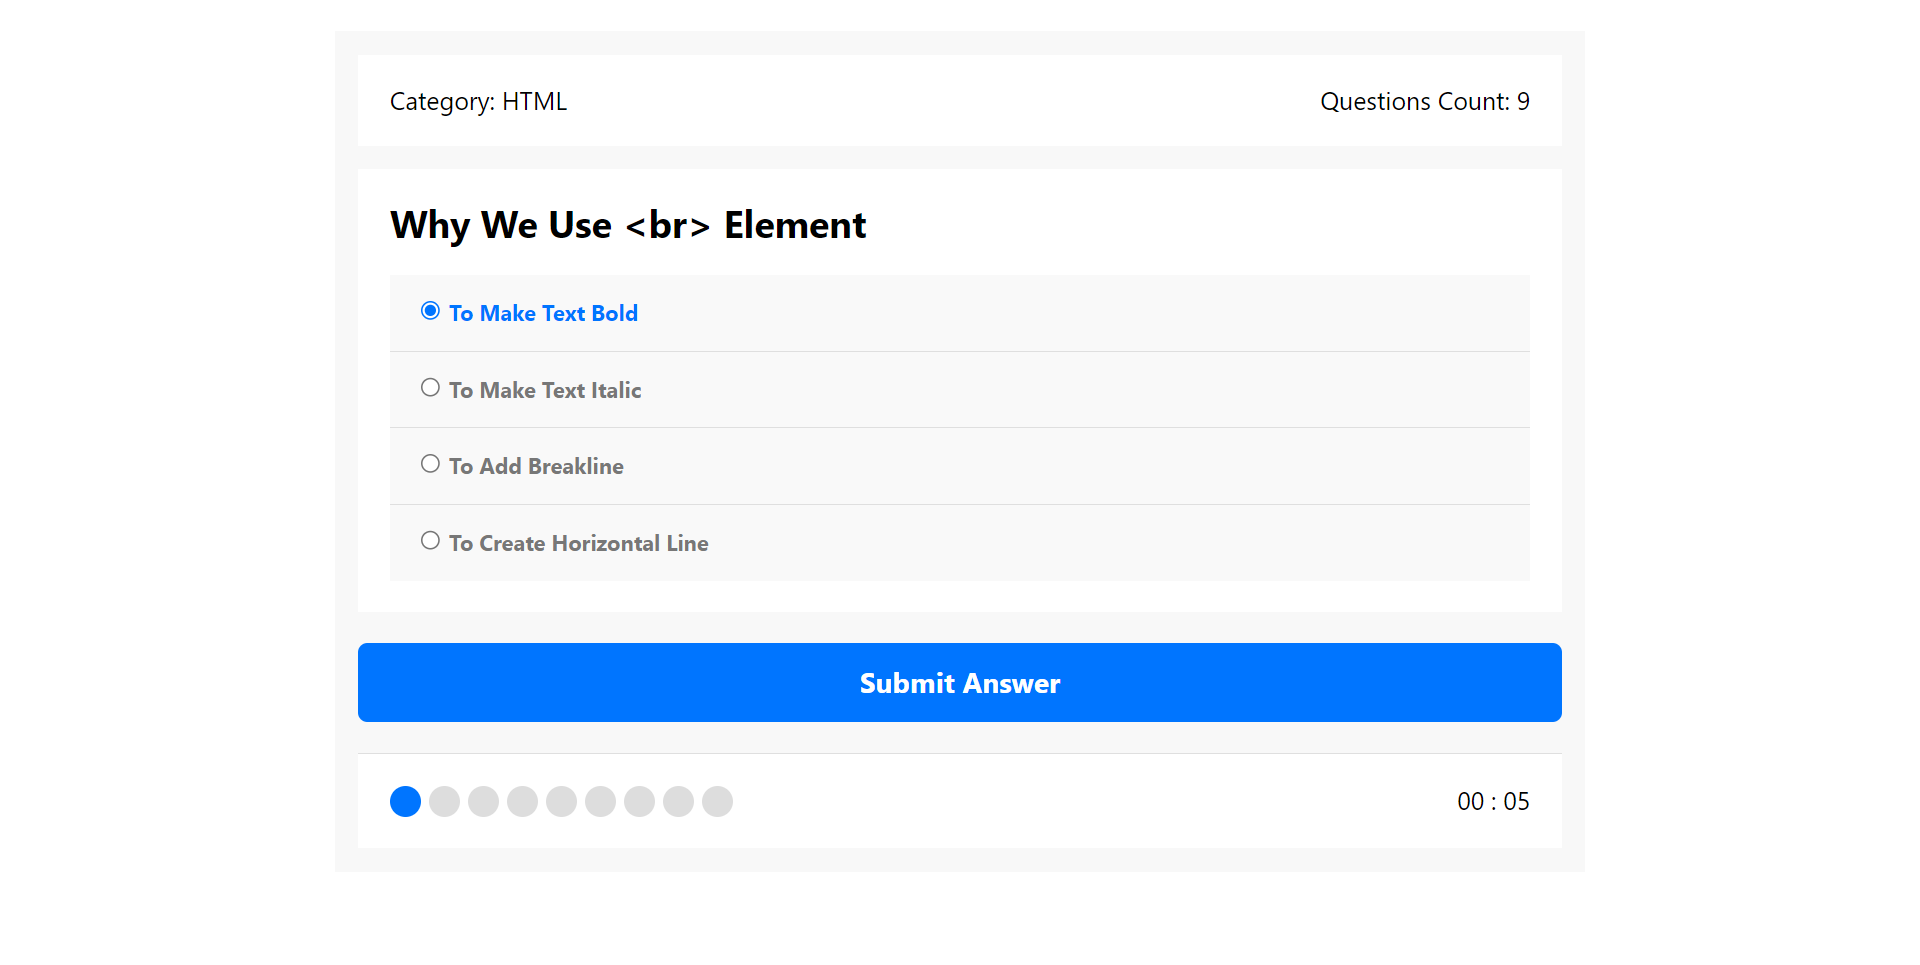 Category: HTML
Questions Count: 9
Why We Use <br> Element
To Make Text Bold
To Make Text Italic
To Add Breakline
To Create Horizontal Line
Submit Answer
00 : 05